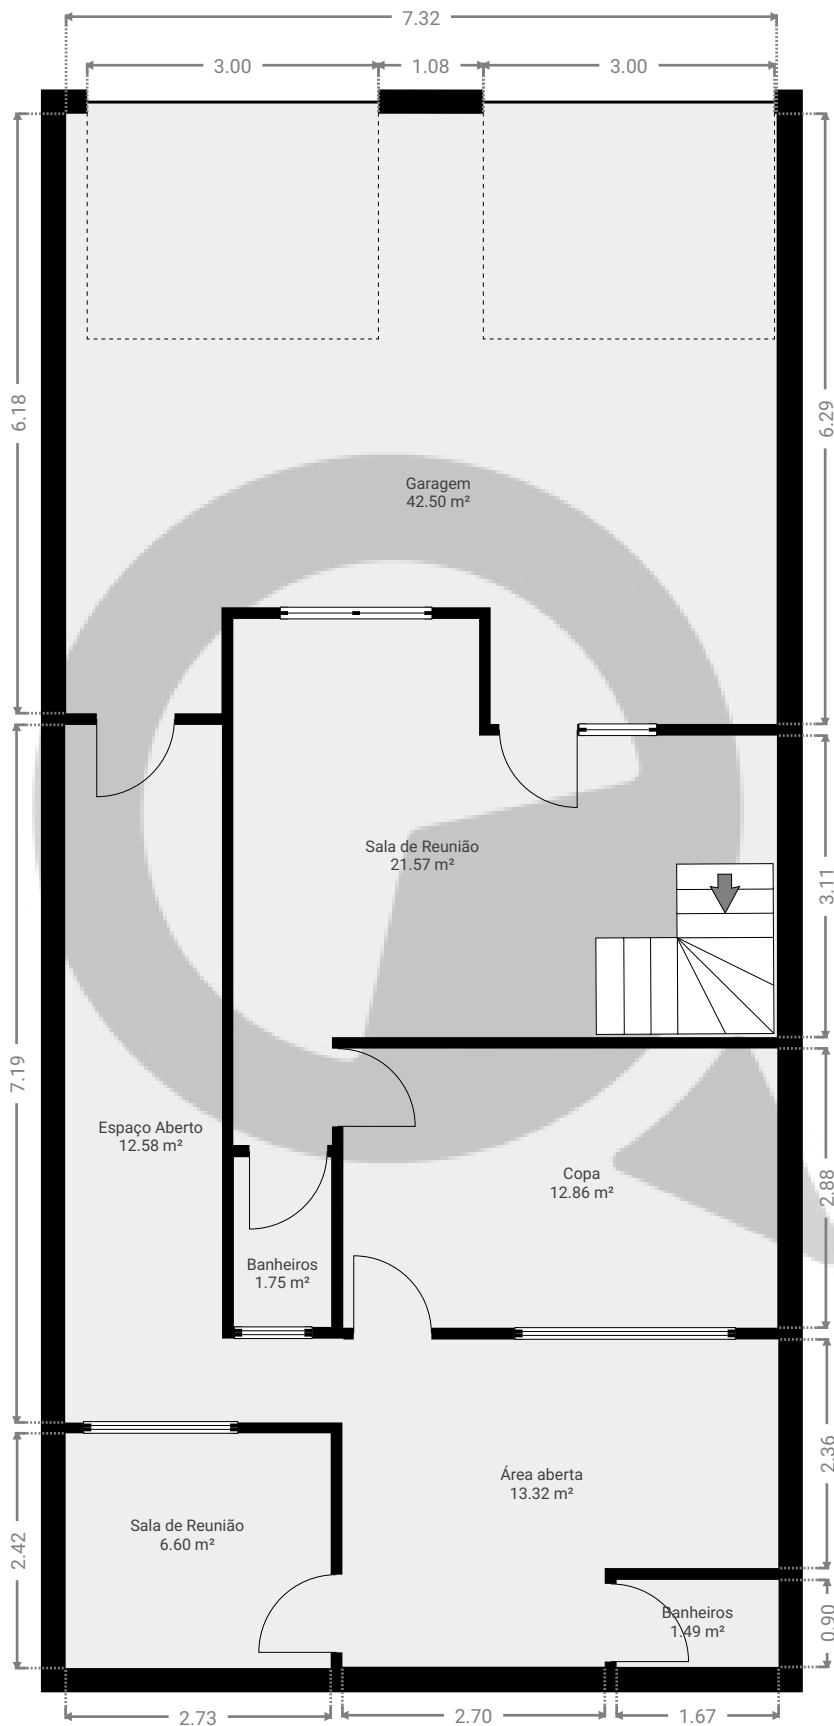 7.32
3.00
1.08
3.00
6.18
6.29
Garagem
42.50 m²
Sala de Reunião
21.57 m²
3.11
7.19
Espaço Aberto
12.58 m²
Copa
12.86 m²
2.88
Banheiros
1.75 m²
2.36
Área aberta
13.32 m²
Sala de Reunião
6.60 m²
2.42
Banheiros
1.49 m²
0.90
2.73
2.70
1.67